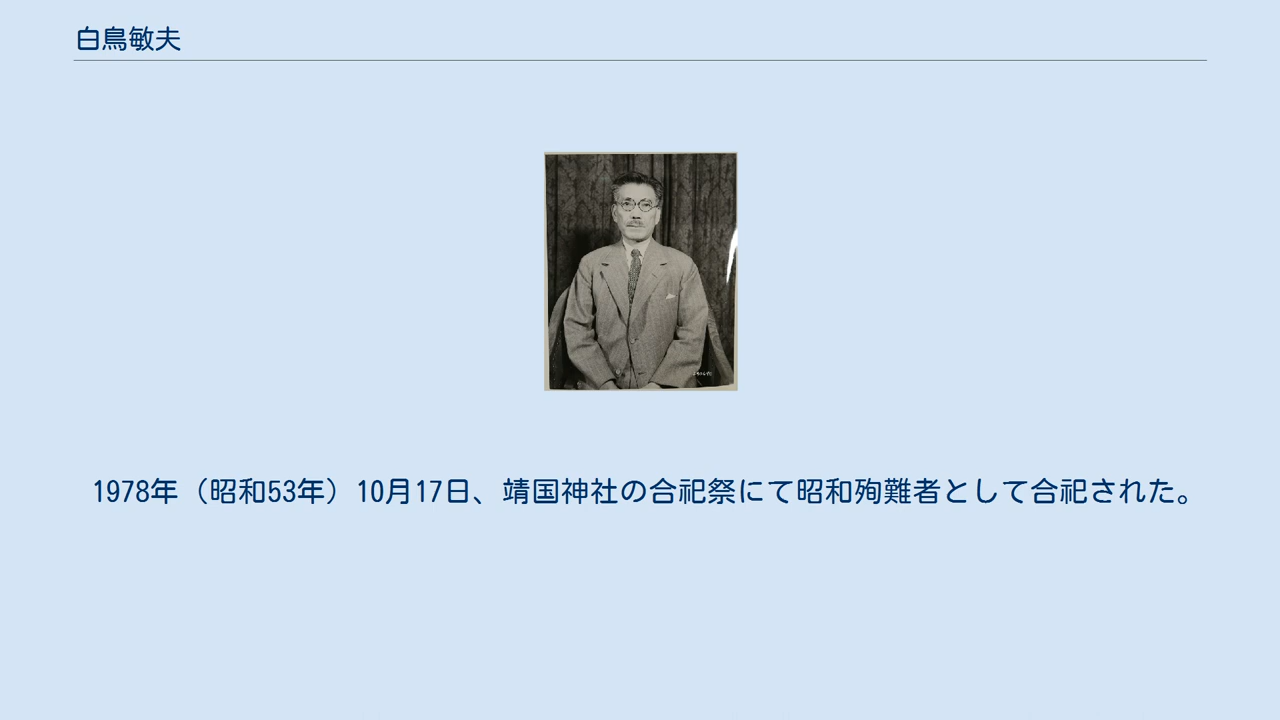 白鳥敏夫
1978年（昭和53年）10月17日、靖国神社の合祀祭にて昭和殉難者として合祀された。